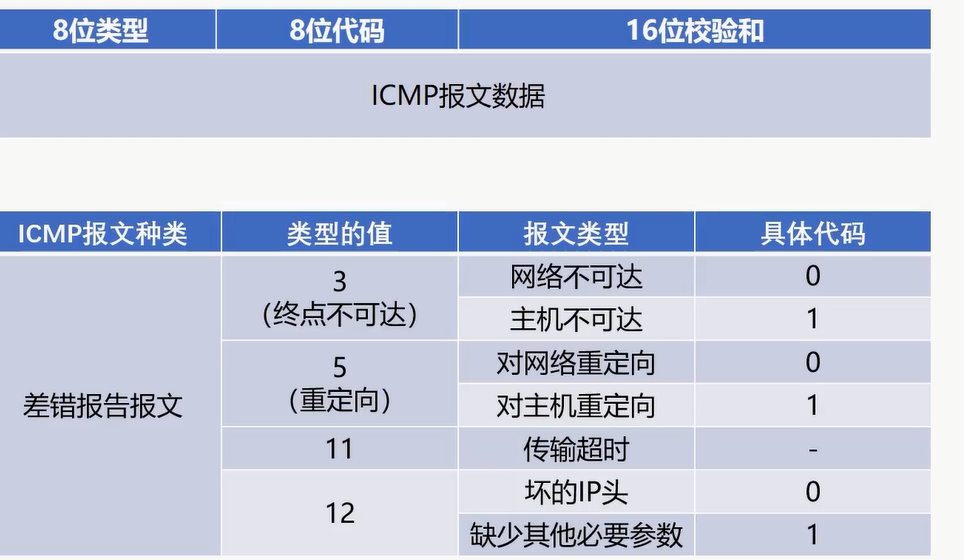 8位类型 8位代码 16位校验和
ICMP报文数据
ICMP报文种类 类型的值 报文类型 具体代码
差错报告报文
3
（终点不可达）
网络不可达 0
主机不可达 1
5
（重定向）
对网络重定向 0
对主机重定向 1
11 传输超时 -
12
坏的IP头 0
缺少其他必要参数 1